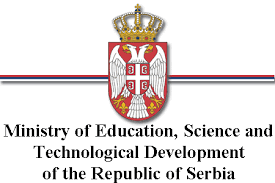 Ministry of Education, Science and
Technological Development
of the Republic of Serbia